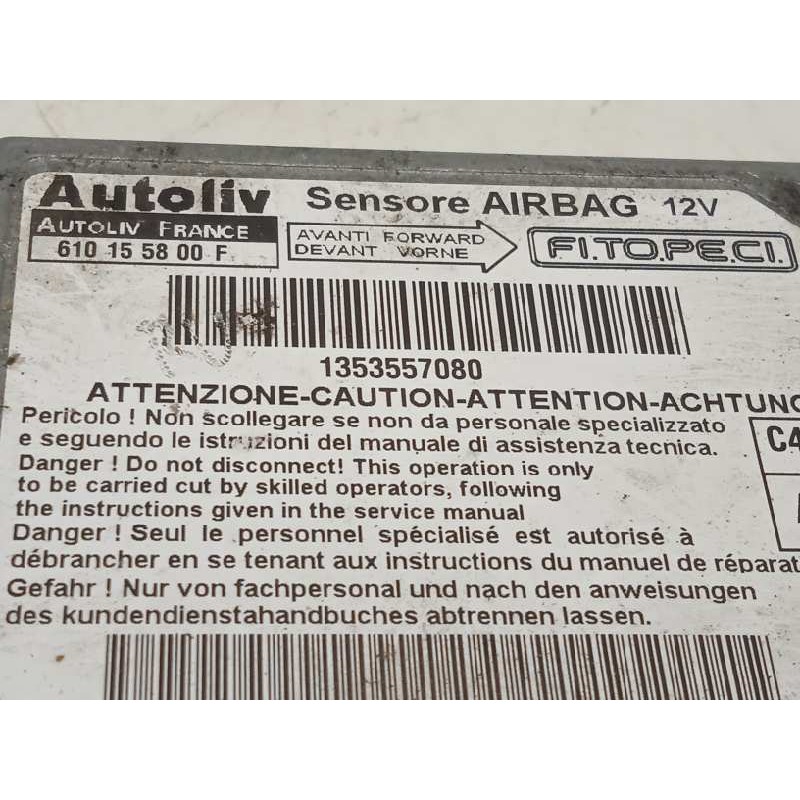 Autoliv Sensore AIRBAG 12V
AUTOLIV FRANCE
610 15 58 00 F
AVANTI FORWARD
DEVANT VORNE
FI.TO.PE.CI.
1353557080
ATTENZIONE-CAUTION-ATTENTION-ACHTUNG
Pericolo ! Non scollegare se non da personale specializzato
e seguendo le istruzioni del manuale di assistenza tecnica.
Danger ! Do not disconnect! This operation is only
to be carried cut by skilled operators, following
the instructions given in the service manual
Danger ! Seul le personnel spécialisé est autorisé à
débrancher en se tenant aux instructions du manuel de réparat
Gefahr ! Nur von fachpersonal und nach den anweisungen
des kundendienstahandbuches abtrennen lassen.
C4